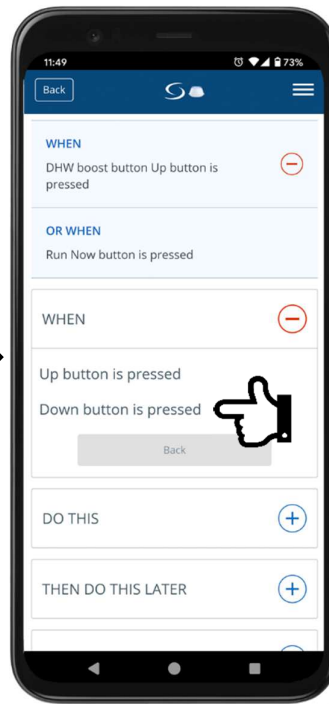 11:49
73%
Back
WHEN
DHW boost button Up button is
pressed
OR WHEN
Run Now button is pressed
WHEN
Up button is pressed
Down button is pressed
Back
DO THIS
THEN DO THIS LATER